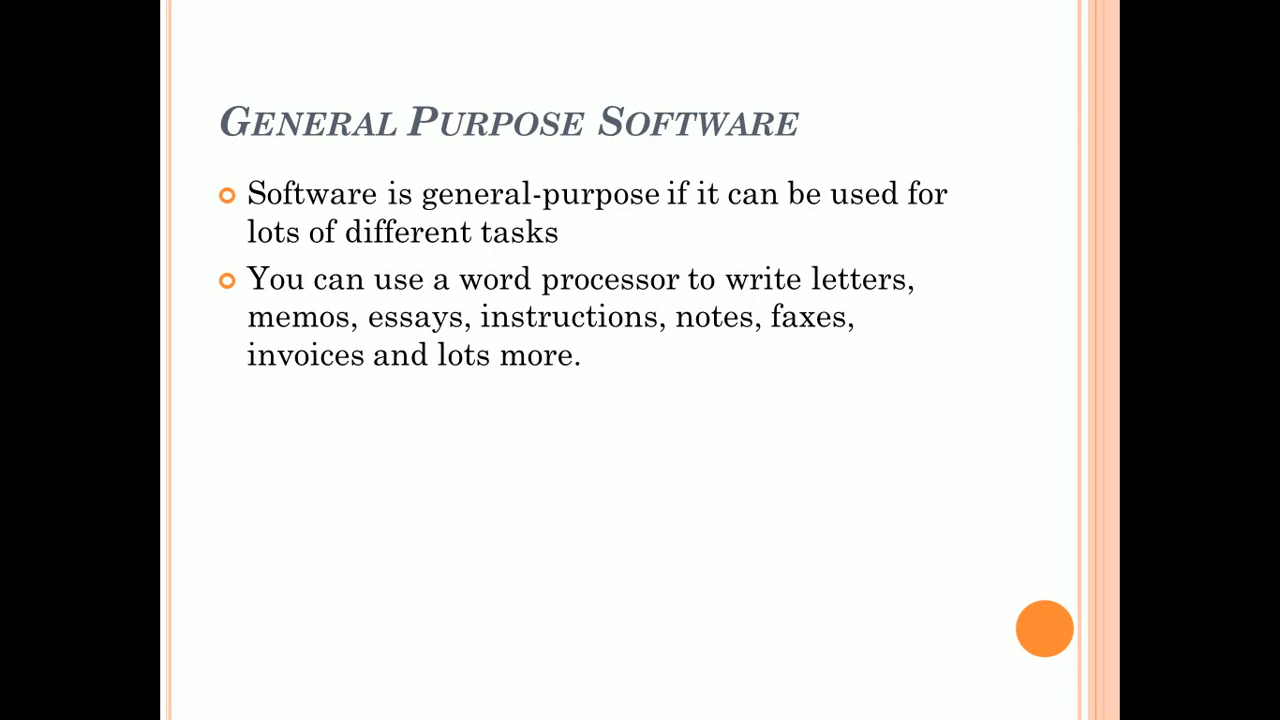 General Purpose Software
Software is general-purpose if it can be used for
lots of different tasks
You can use a word processor to write letters,
memos, essays, instructions, notes, faxes,
invoices and lots more.